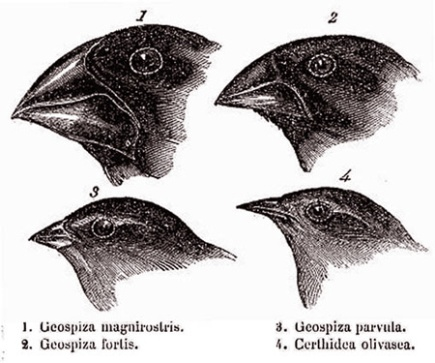 1
2
3
4
1. Geospiza magnirostris.
2. Geospiza fortis.
3. Geospiza parvula.
4. Certhidea olivasea.